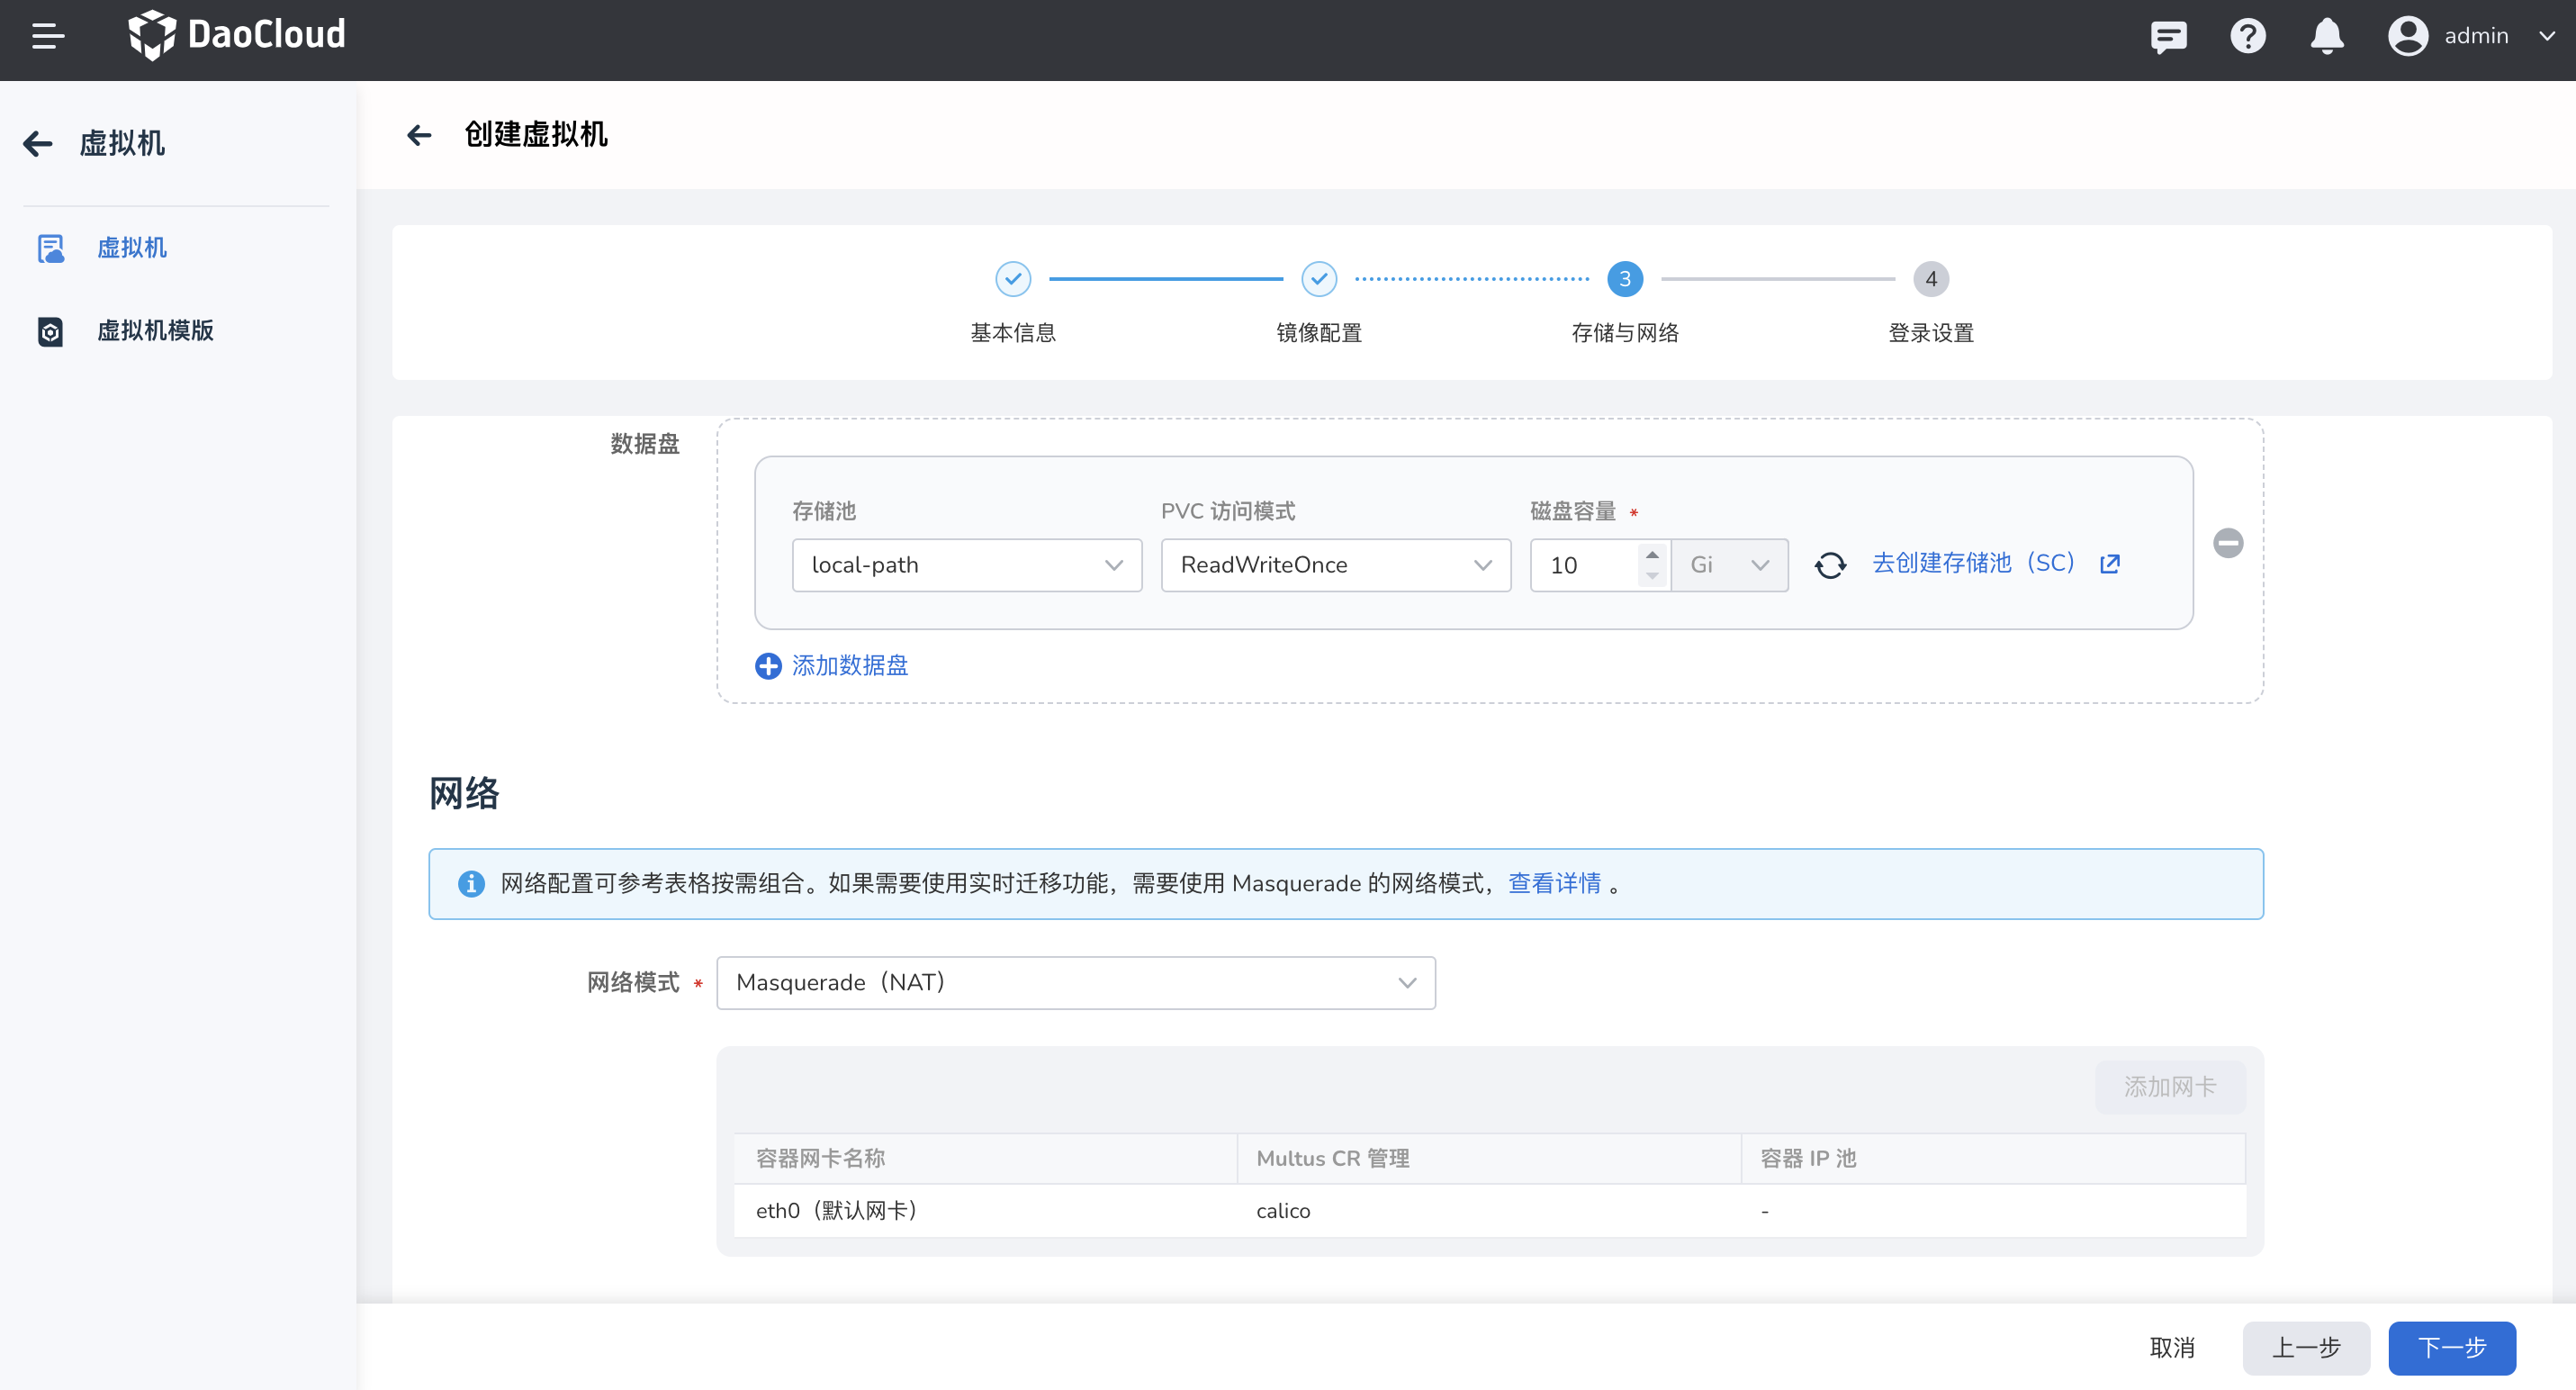 DaoCloud
admin
虚拟机
虚拟机
虚拟机模版
创建虚拟机
3
4
基本信息
镜像配置
存储与网络
登录设置
数据盘
存储池
PVC 访问模式
磁盘容量 *
local-path
ReadWriteOnce
10
Gi
去创建存储池（SC）
添加数据盘
网络
网络配置可参考表格按需组合。如果需要使用实时迁移功能，需要使用 Masquerade 的网络模式，查看详情 。
网络模式 *
Masquerade（NAT）
添加网卡
容器网卡名称
Multus CR 管理
容器 IP 池
eth0（默认网卡）
calico
-
取消
上一步
下一步